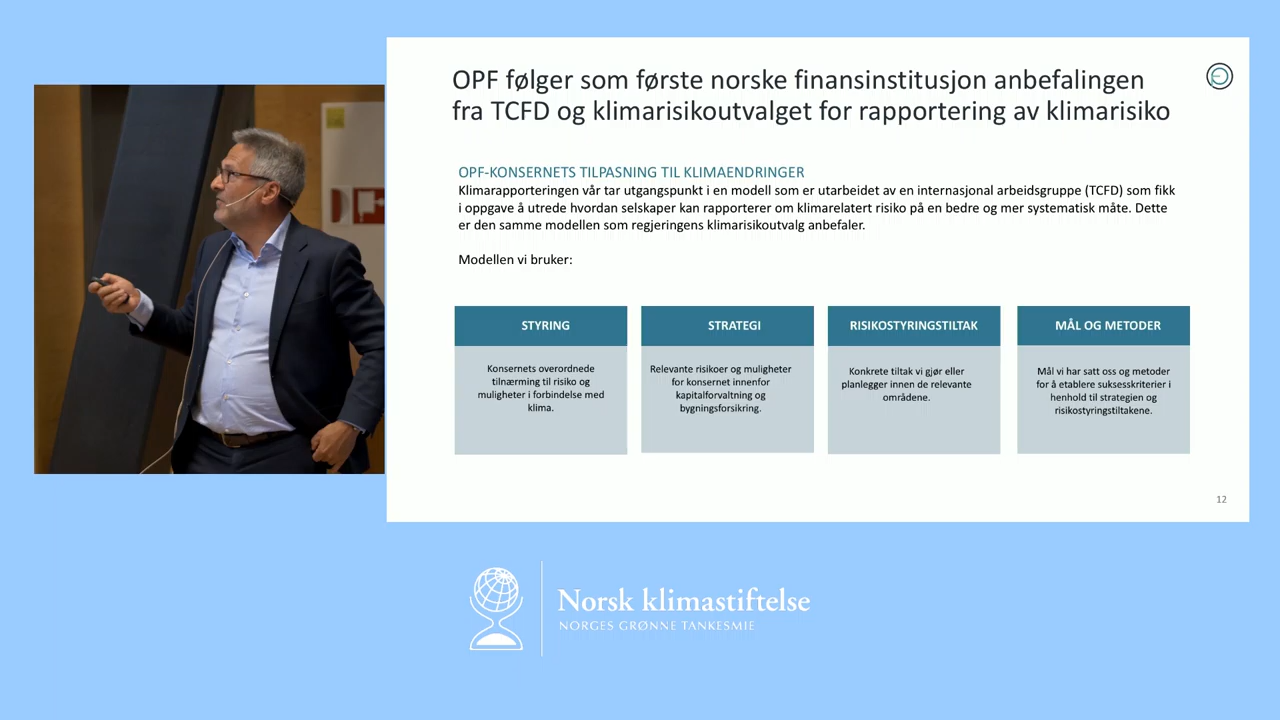 OPF følger som første norske finansinstitusjon anbefalingen
fra TCFD og klimarisikoutvalget for rapportering av klimarisiko
OPF-KONSERNETS TILPASNING TIL KLIMAENDRINGER
Klimarapporteringen vår tar utgangspunkt i en modell som er utarbeidet av en internasjonal arbeidsgruppe (TCFD) som fikk
i oppgave å utrede hvordan selskaper kan rapporterer om klimarelatert risiko på en bedre og mer systematisk måte. Dette
er den samme modellen som regjeringens klimarisikoutvalg anbefaler.
Modellen vi bruker:
STYRING
Konsernets overordnede
tilnærming til risiko og
muligheter i forbindelse med
klima.
STRATEGI
Relevante risikoer og muligheter
for konsernet innenfor
kapitalforvaltning og
bygningsforsikring.
RISIKOSTYRINGSTILTAK
Konkrete tiltak vi gjør eller
planlegger innen de relevante
områdene.
MÅL OG METODER
Mål vi har satt oss og metoder
for å etablere suksesskriterier i
henhold til strategien og
risikostyringstiltakene.
12
Norsk klimastiftelse
NORGES GRØNNE TANKESMIE